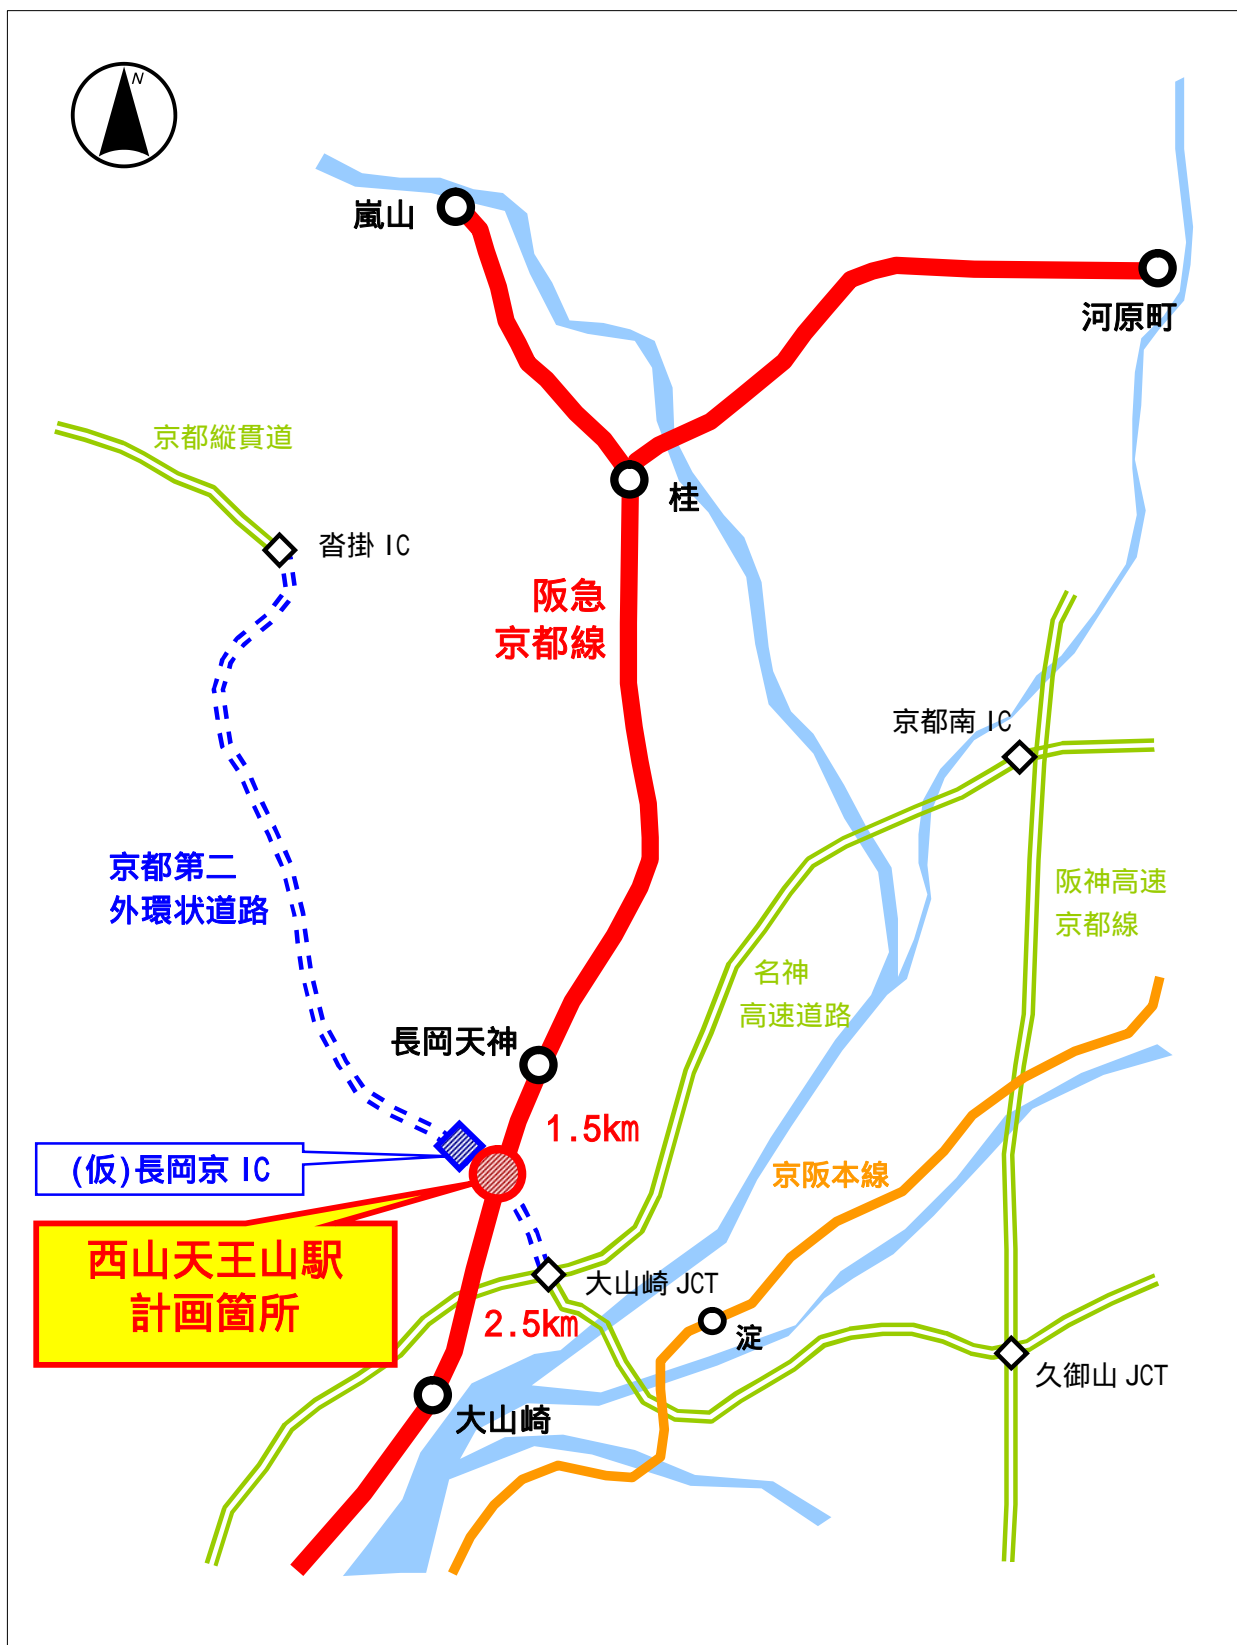 N
嵐山
河原町
京都縦貫道
桂
沓掛 IC
阪急
京都線
京都南 IC
京都第二
外環状道路
阪神高速
京都線
名神
高速道路
長岡天神
1.5km
(仮)長岡京 IC
京阪本線
西山天王山駅
計画箇所
大山崎 JCT
2.5km
淀
久御山 JCT
大山崎